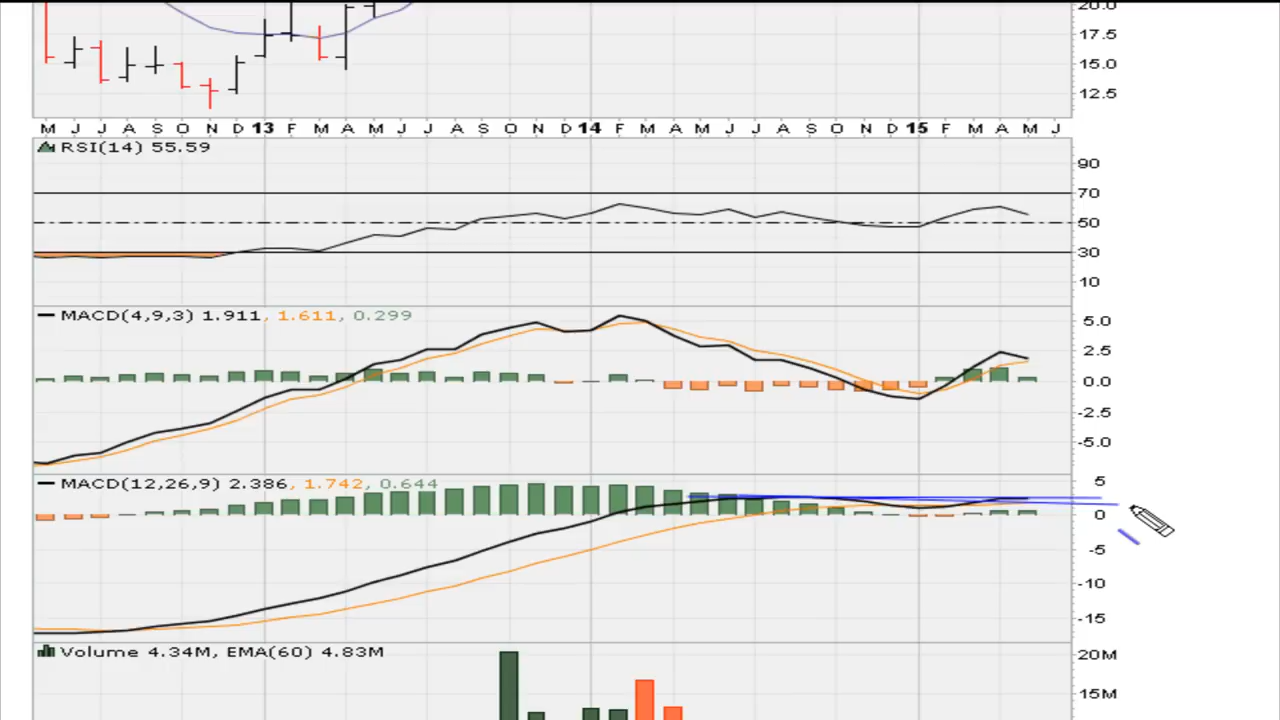 20.0
17.5
15.0
12.5
M J J A S O N D 13 F M A M J J A S O N D 14 F M A M J J A S O N D 15 F M A M J
RSI(14) 55.59
90
70
50
30
10
MACD(4,9,3) 1.911, 1.611, 0.299
5.0
2.5
0.0
-2.5
-5.0
MACD(12,26,9) 2.386, 1.742, 0.644
5
0
-5
-10
-15
Volume 4.34M, EMA(60) 4.83M
20M
15M